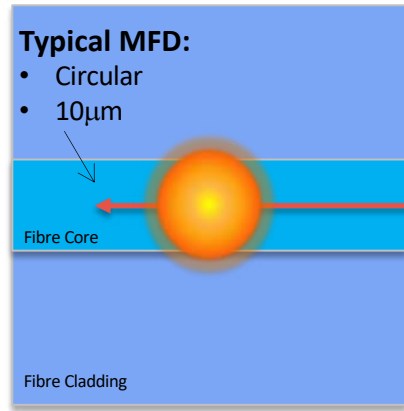 Typical MFD:
• Circular
• 10μm
Fibre Core
Fibre Cladding